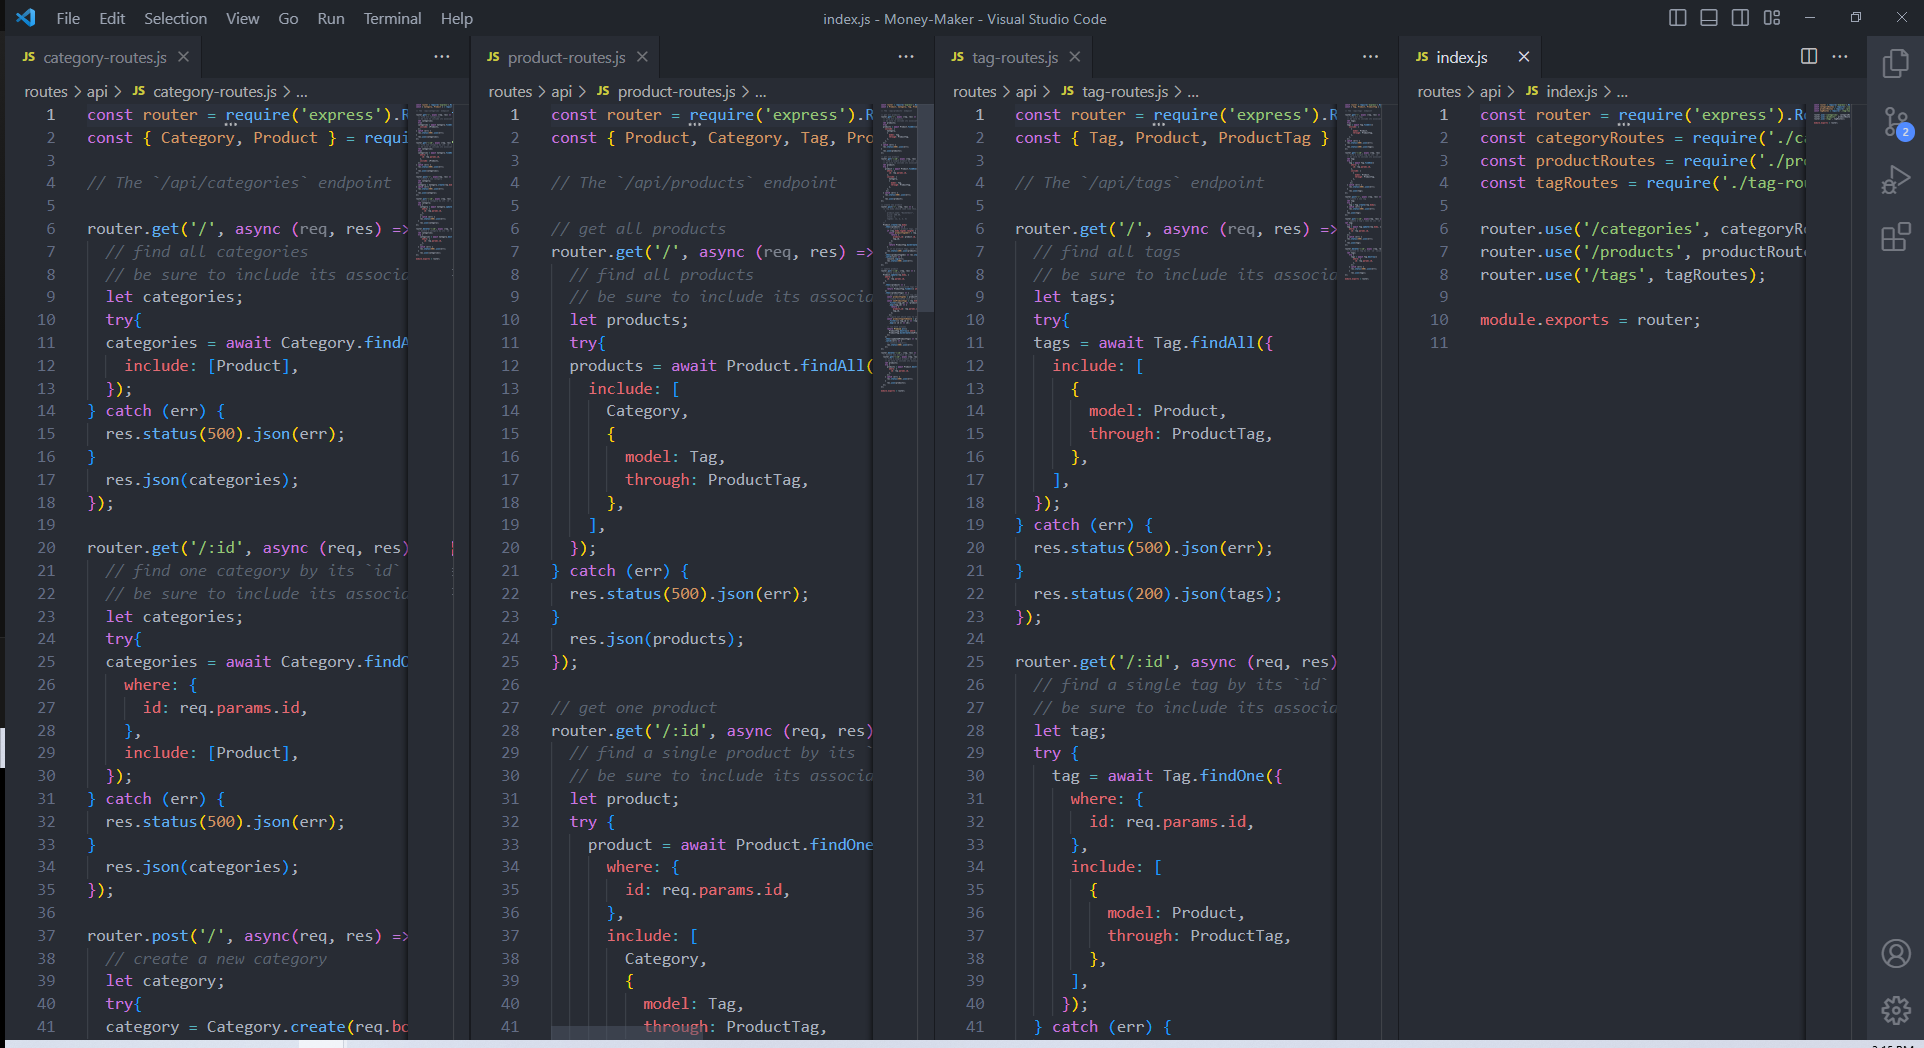 File Edit Selection View Go Run Terminal Help
index.js - Money-Maker - Visual Studio Code
JS category-routes.js
routes > api > JS category-routes.js > ...
1 const router = require('express').R
2 const { Category, Product } = requi
3
4 // The `/api/categories` endpoint
5
6 router.get('/', async (req, res) =>
7 // find all categories
8 // be sure to include its associa
9 let categories;
10 try{
11 categories = await Category.findA
12 include: [Product],
13 });
14 } catch (err) {
15 res.status(500).json(err);
16 }
17 res.json(categories);
18 });
19
20 router.get('/:id', async (req, res)
21 // find one category by its `id`
22 // be sure to include its associa
23 let categories;
24 try{
25 categories = await Category.findO
26 where: {
27 id: req.params.id,
28 },
29 include: [Product],
30 });
31 } catch (err) {
32 res.status(500).json(err);
33 }
34 res.json(categories);
35 });
36
37 router.post('/', async(req, res) =>
38 // create a new category
39 let category;
40 try{
41 category = Category.create(req.bo
JS product-routes.js
routes > api > JS product-routes.js > ...
1 const router = require('express').R
2 const { Product, Category, Tag, Pro
3
4 // The `/api/products` endpoint
5
6 // get all products
7 router.get('/', async (req, res) =>
8 // find all products
9 // be sure to include its associa
10 let products;
11 try{
12 products = await Product.findAll(
13 include: [
14 Category,
15 {
16 model: Tag,
17 through: ProductTag,
18 },
19 ],
20 });
21 } catch (err) {
22 res.status(500).json(err);
23 }
24 res.json(products);
25 });
26
27 // get one product
28 router.get('/:id', async (req, res)
29 // find a single product by its `
30 // be sure to include its associa
31 let product;
32 try {
33 product = await Product.findOne
34 where: {
35 id: req.params.id,
36 },
37 include: [
38 Category,
39 {
40 model: Tag,
41 through: ProductTag,
JS tag-routes.js
routes > api > JS tag-routes.js > ...
1 const router = require('express').R
2 const { Tag, Product, ProductTag }
3
4 // The `/api/tags` endpoint
5
6 router.get('/', async (req, res) =>
7 // find all tags
8 // be sure to include its associa
9 let tags;
10 try{
11 tags = await Tag.findAll({
12 include: [
13 {
14 model: Product,
15 through: ProductTag,
16 },
17 ],
18 });
19 } catch (err) {
20 res.status(500).json(err);
21 }
22 res.status(200).json(tags);
23 });
24
25 router.get('/:id', async (req, res)
26 // find a single tag by its `id`
27 // be sure to include its associa
28 let tag;
29 try {
30 tag = await Tag.findOne({
31 where: {
32 id: req.params.id,
33 },
34 include: [
35 {
36 model: Product,
37 through: ProductTag,
38 },
39 ],
40 });
41 } catch (err) {
JS index.js
routes > api > JS index.js > ...
1 const router = require('express').Ro
2 const categoryRoutes = require('./ca
3 const productRoutes = require('./pro
4 const tagRoutes = require('./tag-rou
5
6 router.use('/categories', categoryRo
7 router.use('/products', productRoute
8 router.use('/tags', tagRoutes);
9
10 module.exports = router;
11
2